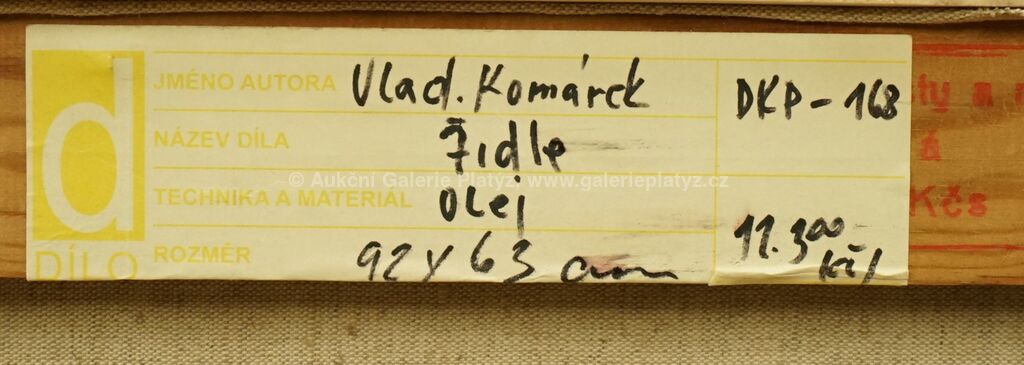 d
DÍLO
JMÉNO AUTORA Vlad. Komárek DKP-168
NÁZEV DÍLA Židle
© Aukční Galerie Platýz, www.galerieplatyz.cz
TECHNIKA A MATERIÁL olej
ROZMĚR 92 x 63 cm 11.300 Kčs
Kčs